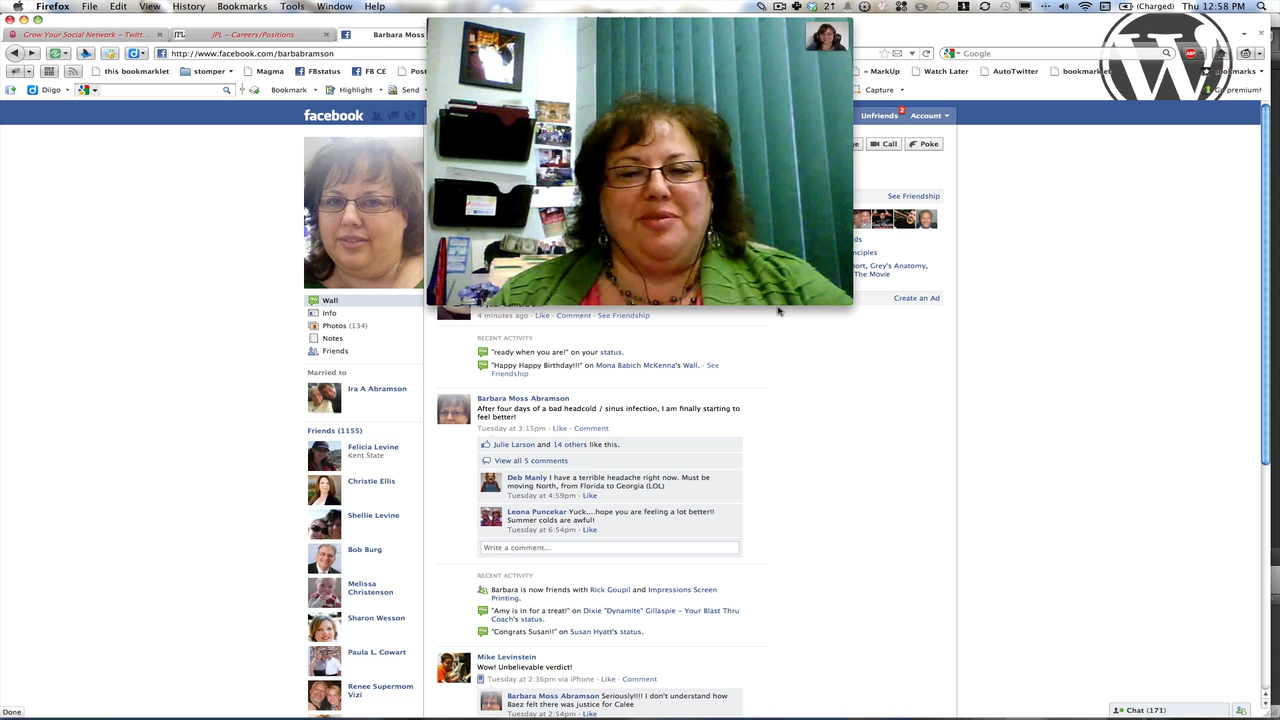 Firefox File Edit View History Bookmarks Tools Window Help
2↑ 1 (Charged) Thu 12:58 PM
Grow Your Social Network - Twitt...
JPL JPL - Careers/Positions
Barbara Moss
http://www.facebook.com/barbabramson
Google
ABP
this bookmarklet stomper Magma FBstatus FB CE
« MarkUp Watch Later AutoTwitter Bookmarks
Diigo Bookmark Highlight Send Capture Go premium!
facebook
Unfriends 2 Account
Call Poke
See Friendship
Grey's Anatomy,
The Movie
Create an Ad
Wall
Info
Photos (134)
Notes
Friends
Married to
Ira A Abramson
Friends (1155)
Felicia Levine
Kent State
Christie Ellis
Shellie Levine
Bob Burg
Melissa
Christenson
Sharon Wesson
Paula L. Cowart
Renee Supermom
Vizi
4 minutes ago · Like · Comment · See Friendship
RECENT ACTIVITY
"ready when you are!" on your status.
"Happy Happy Birthday!!!" on Mona Babich McKenna's Wall. · See
Friendship
Barbara Moss Abramson
After four days of a bad headcold / sinus infection, I am finally starting to
feel better!
Tuesday at 3:15pm · Like · Comment
Julie Larson and 14 others like this.
View all 5 comments
Deb Manly I have a terrible headache right now. Must be
moving North, from Florida to Georgia (LOL)
Tuesday at 4:59pm · Like
Leona Puncekar Yuck....hope you are feeling a lot better!!
Summer colds are awful!
Tuesday at 6:54pm · Like
Write a comment...
RECENT ACTIVITY
Barbara is now friends with Rick Goupil and Impressions Screen
Printing.
"Amy is in for a treat!" on Dixie "Dynamite" Gillaspie ~ Your Blast Thru
Coach's status.
"Congrats Susan!!" on Susan Hyatt's status.
Mike Levinstein
Wow! Unbelievable verdict!
Tuesday at 2:36pm via iPhone · Like · Comment
Barbara Moss Abramson Seriously!!!! I don't understand how
Baez felt there was justice for Calee
Tuesday at 2:54pm · Like
Done
Chat (171)